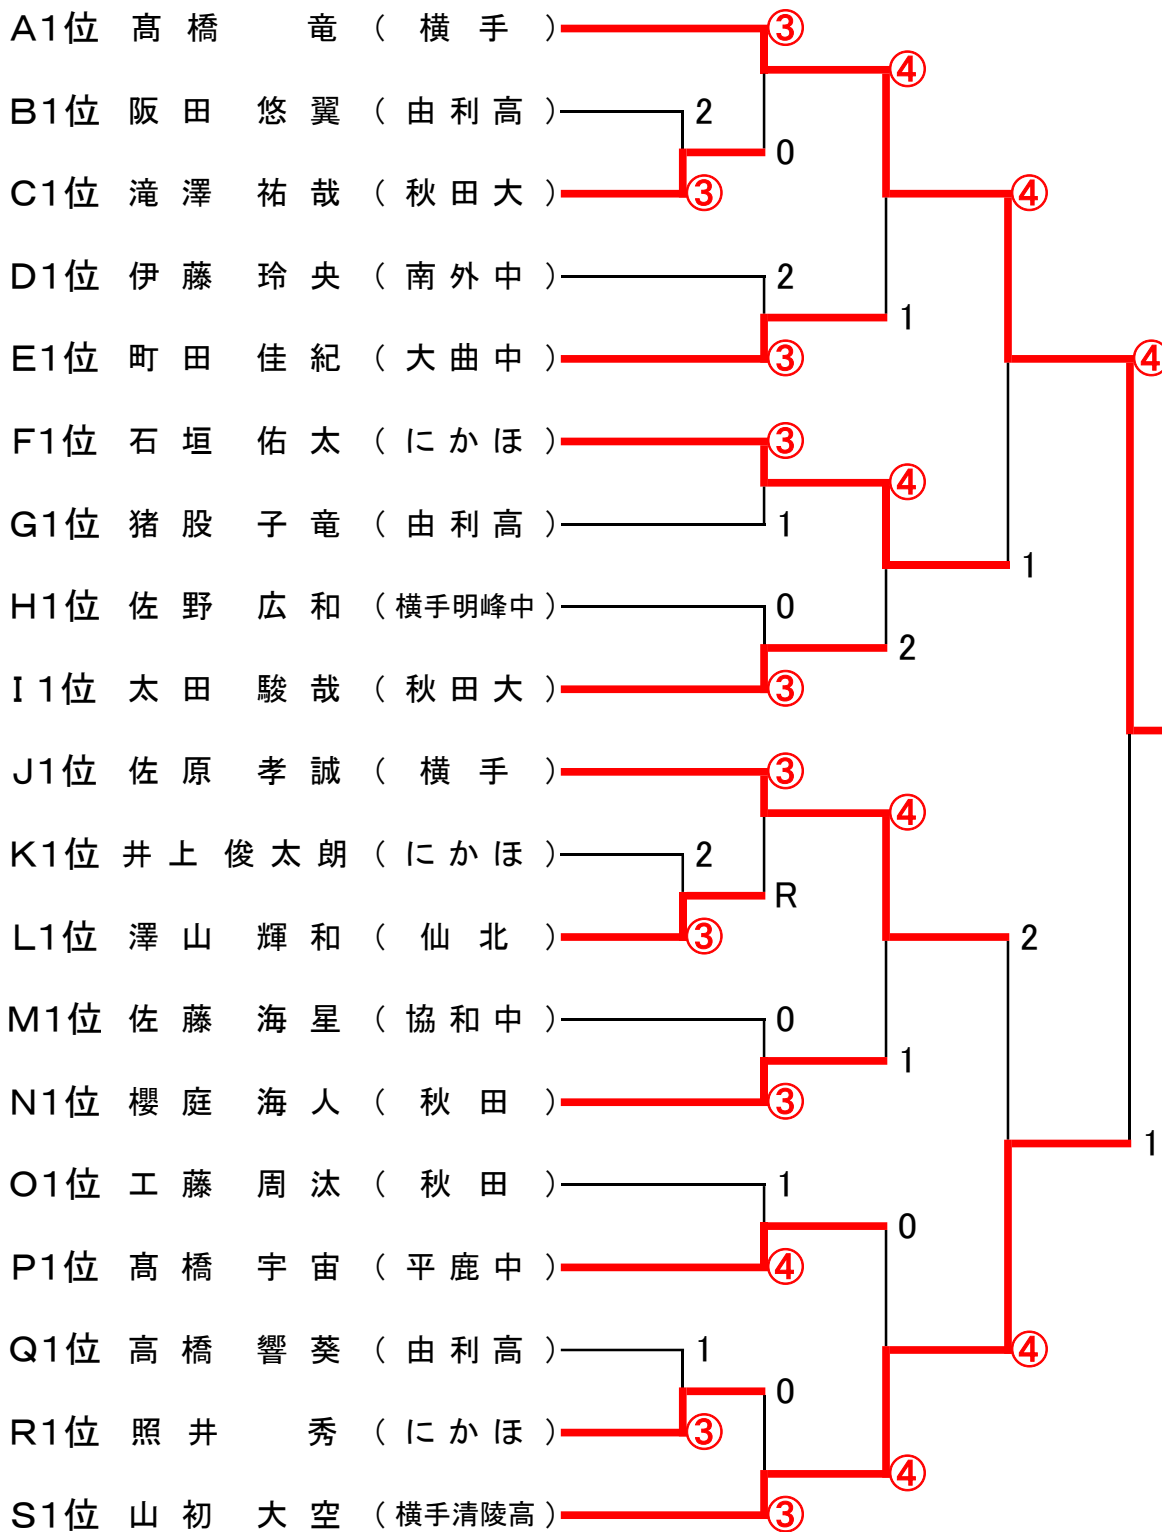 A1位 髙橋 竜 ( 横手 ) ③
④
B1位 阪田 悠翼 ( 由利高 ) 2
0
C1位 滝澤 祐哉 ( 秋田大 ) ③ ④
D1位 伊藤 玲央 ( 南外中 ) 2
1
E1位 町田 佳紀 ( 大曲中 ) ③ ④
F1位 石垣 佑太 ( にかほ ) ③
④
G1位 猪股 子竜 ( 由利高 ) 1
1
H1位 佐野 広和 ( 横手明峰中 ) 0
2
I1位 太田 駿哉 ( 秋田大 ) ③
J1位 佐原 孝誠 ( 横手 ) ③
④
K1位 井上 俊太朗 ( にかほ ) 2
R
L1位 澤山 輝和 ( 仙北 ) ③ 2
M1位 佐藤 海星 ( 協和中 ) 0
1
N1位 櫻庭 海人 ( 秋田 ) ③
1
O1位 工藤 周汰 ( 秋田 ) 1
0
P1位 髙橋 宇宙 ( 平鹿中 ) ④
Q1位 高橋 響葵 ( 由利高 ) 1 ④
0
R1位 照井 秀 ( にかほ ) ③
④
S1位 山初 大空 ( 横手清陵高 ) ③